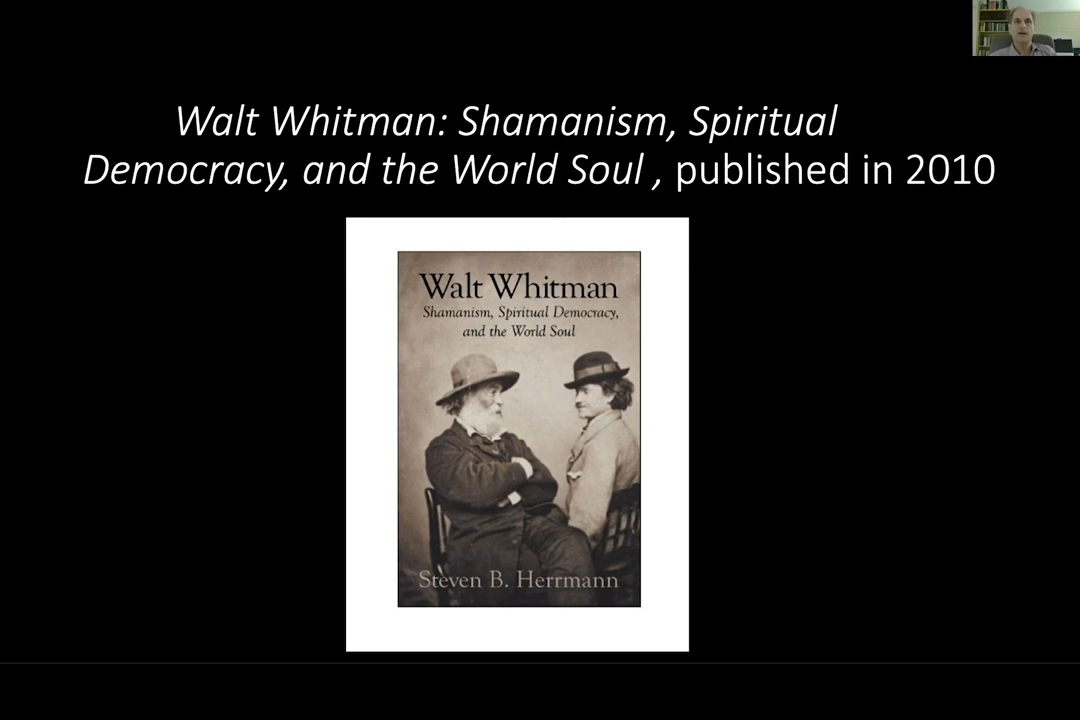 Walt Whitman: Shamanism, Spiritual
Democracy, and the World Soul , published in 2010
Walt Whitman
Shamanism, Spiritual Democracy,
and the World Soul
Steven B. Herrmann